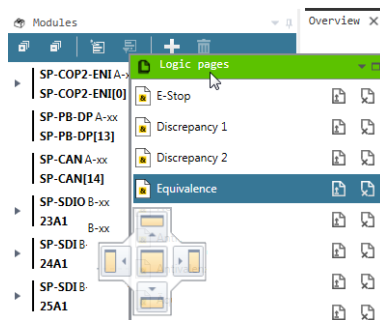 Modules
Overview
SP-COP2-ENI A-x
SP-COP2-ENI[0]
SP-PB-DP A-xx
SP-PB-DP[13]
SP-CAN A-xx
SP-CAN[14]
SP-SDIO B-xx
23A1
B-xx
SP-SDI B-
24A1
SP-SDI B-
25A1
Logic pages
E-Stop
Discrepancy 1
Discrepancy 2
Equivalence